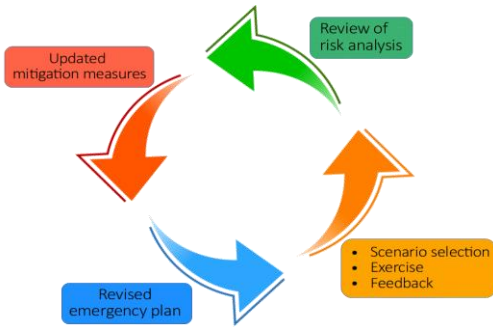 Review of
risk analysis
Updated
mitigation measures
Revised
emergency plan
• Scenario selection
• Exercise
• Feedback